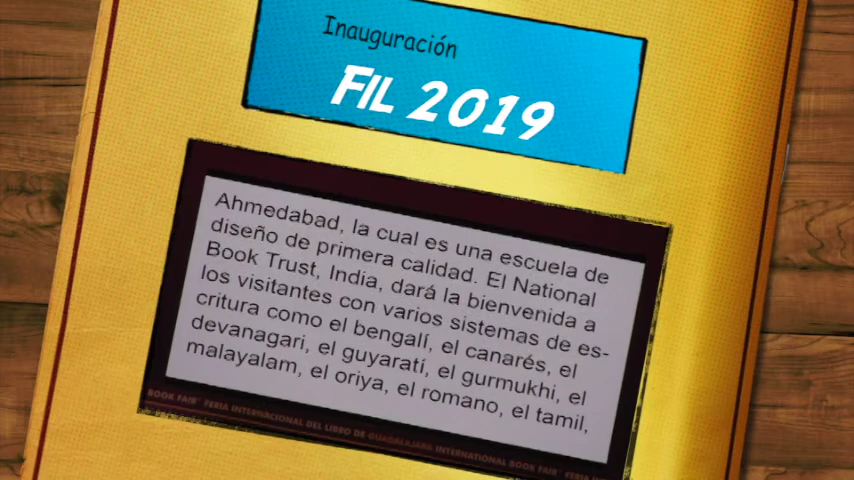 Inauguración
FIL 2019
Ahmedabad, la cual es una escuela de
diseño de primera calidad. El National
Book Trust, India, dará la bienvenida a
los visitantes con varios sistemas de es-
critura como el bengalí, el canarés, el
devanagari, el guyaratí, el gurmukhi, el
malayalam, el oriya, el romano, el tamil,
BOOK FAIR FERIA INTERNACIONAL DEL LIBRO DE GUADALAJARA INTERNATIONAL BOOK FAIR FERIA